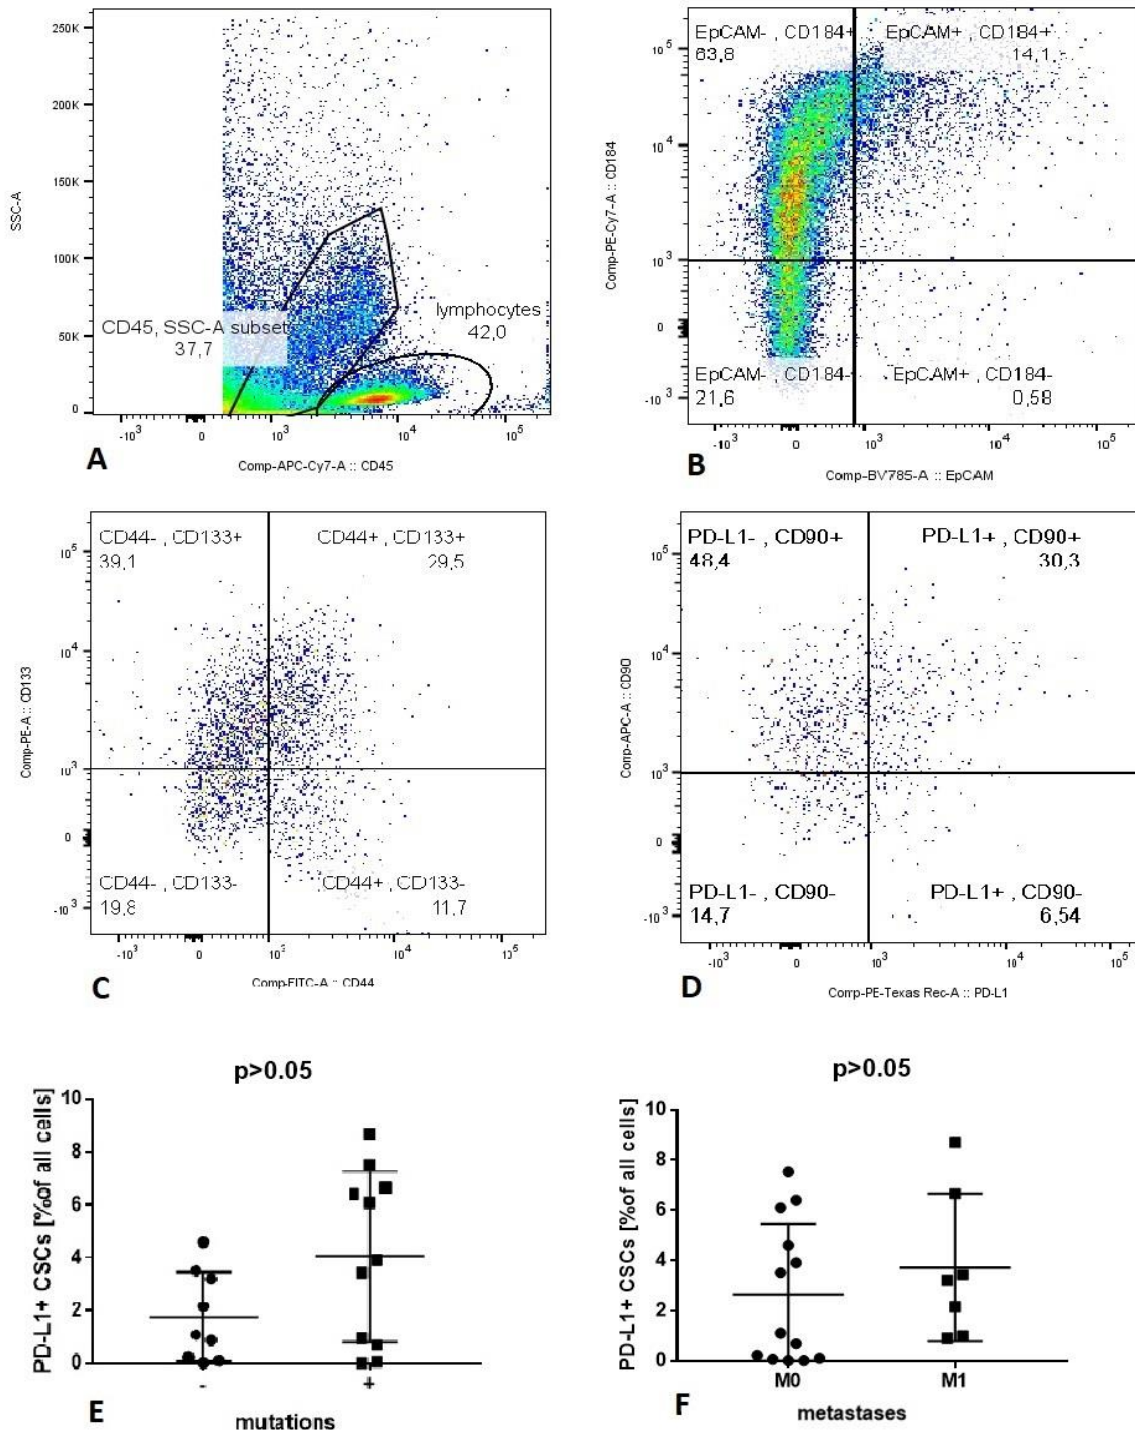 250K
200K
150K
100K
50K
0
SSC-A
CD45, SSC-A subset
37,7
lymphocytes
42,0
-10³ 0 10³ 10⁴ 10⁵
Comp-APC-Cy7-A :: CD45
A
EpCAM- , CD184+
63,8
EpCAM+ , CD184+
14,1
10⁵
10⁴
10³
0
-10³
Comp-PE-Cy7-A :: CD184
EpCAM- , CD184-
21,6
EpCAM+ , CD184-
0,58
-10³ 0 10³ 10⁴ 10⁵
Comp-BV785-A :: EpCAM
B
CD44- , CD133+
39,1
CD44+ , CD133+
29,5
10⁵
10⁴
10³
0
-10³
Comp-PE-A :: CD133
CD44- , CD133-
19,8
CD44+ , CD133-
11,7
-10³ 0 10² 10⁴ 10⁵
Comp-FITC-A :: CD44
C
PD-L1- , CD90+
48,4
PD-L1+ , CD90+
30,3
10⁵
10⁴
10³
0
-10³
Comp-APC-A :: CD90
PD-L1- , CD90-
14,7
PD-L1+ , CD90-
6,54
-10³ 0 10³ 10⁴ 10⁵
Comp-PE-Texas Rec-A :: PD-L1
D
p>0.05
10
8
6
4
2
0
PD-L1+ CSCs [%of all cells]
- +
mutations
E
p>0.05
10
8
6
4
2
0
PD-L1+ CSCs [%of all cells]
M0 M1
metastases
F